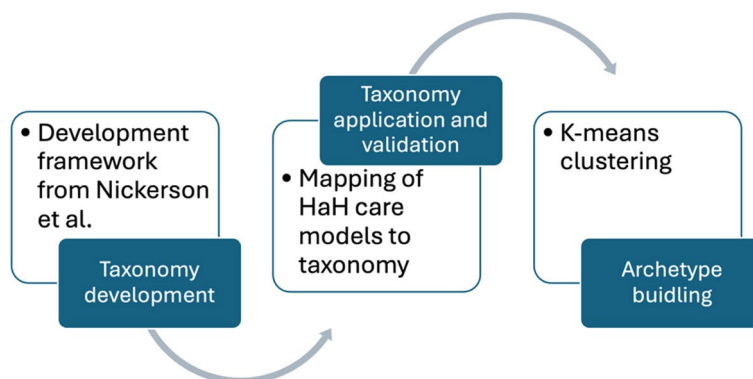 • Development
framework
from Nickerson
et al.
Taxonomy
development
Taxonomy
application and
validation
• Mapping of
HaH care
models to
taxonomy
• K-means
clustering
Archetype
buidling